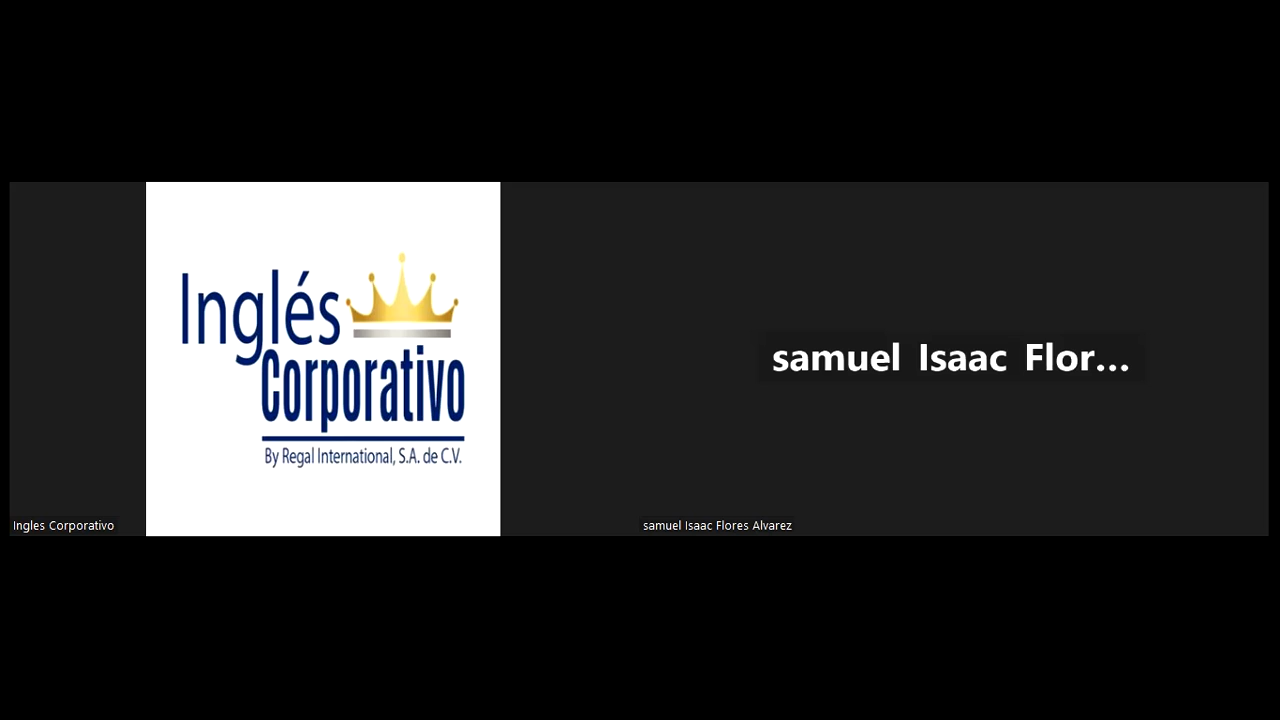 Inglés
Corporativo
By Regal International, S.A. de C.V.
samuel Isaac Flor...
Ingles Corporativo
samuel Isaac Flores Alvarez